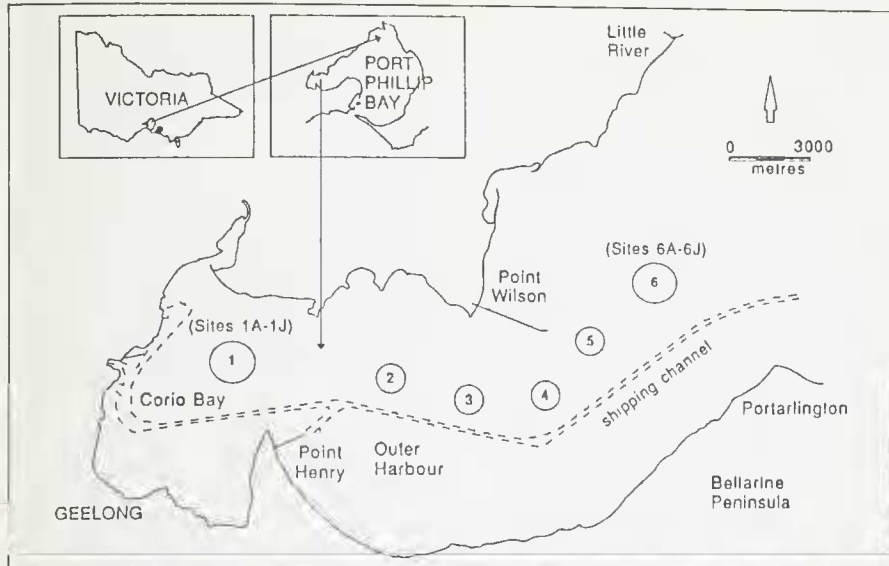 VICTORIA
PORT
PHILLIP
BAY
Little
River
0 3000
metres
(Sites 6A-6J)
6
Point
Wilson
(Sites 1A-1J)
1
5
2
3
4
shipping channel
Corio Bay
Portarlington
Point
Henry
Outer
Harbour
Bellarine
Peninsula
GEELONG